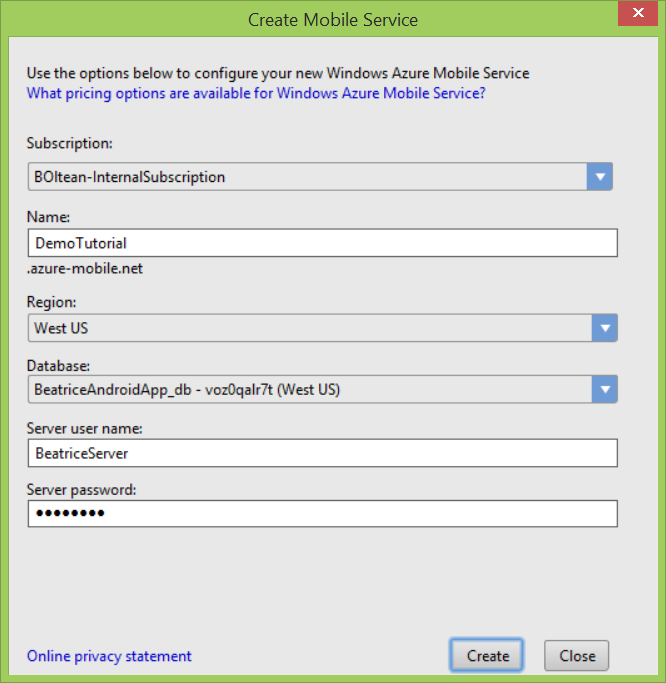 Create Mobile Service
Use the options below to configure your new Windows Azure Mobile Service
What pricing options are available for Windows Azure Mobile Service?
Subscription:
BOltean-InternalSubscription
Name:
DemoTutorial
.azure-mobile.net
Region:
West US
Database:
BeatriceAndroidApp_db - voz0qalr7t (West US)
Server user name:
BeatriceServer
Server password:
●●●●●●●●
Online privacy statement
Create
Close